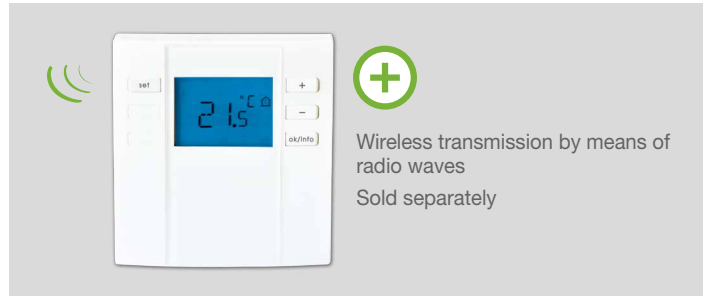 set
21.5 °C
+
−
ok/info
+
Wireless transmission by means of
radio waves
Sold separately